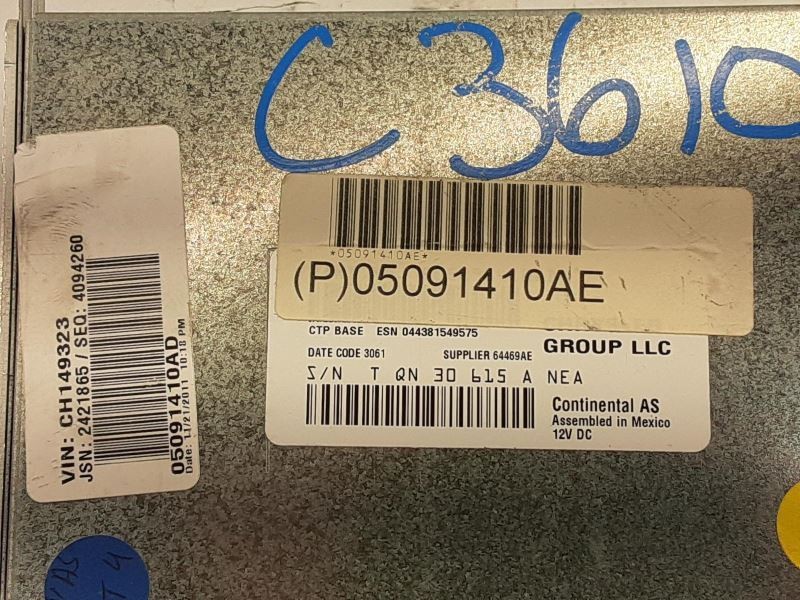 C3610
VIN: CH149323
JSN: 2421865 / SEQ: 4094260
05091410AD
Date: 11/21/2011 10:18 PM
*05091410AE*
(P)05091410AE
CTP BASE ESN 044381549575
GROUP LLC
DATE CODE 3061 SUPPLIER 64469AE
S/N T QN 30 615 A NEA
Continental AS
Assembled in Mexico
12V DC
T 4